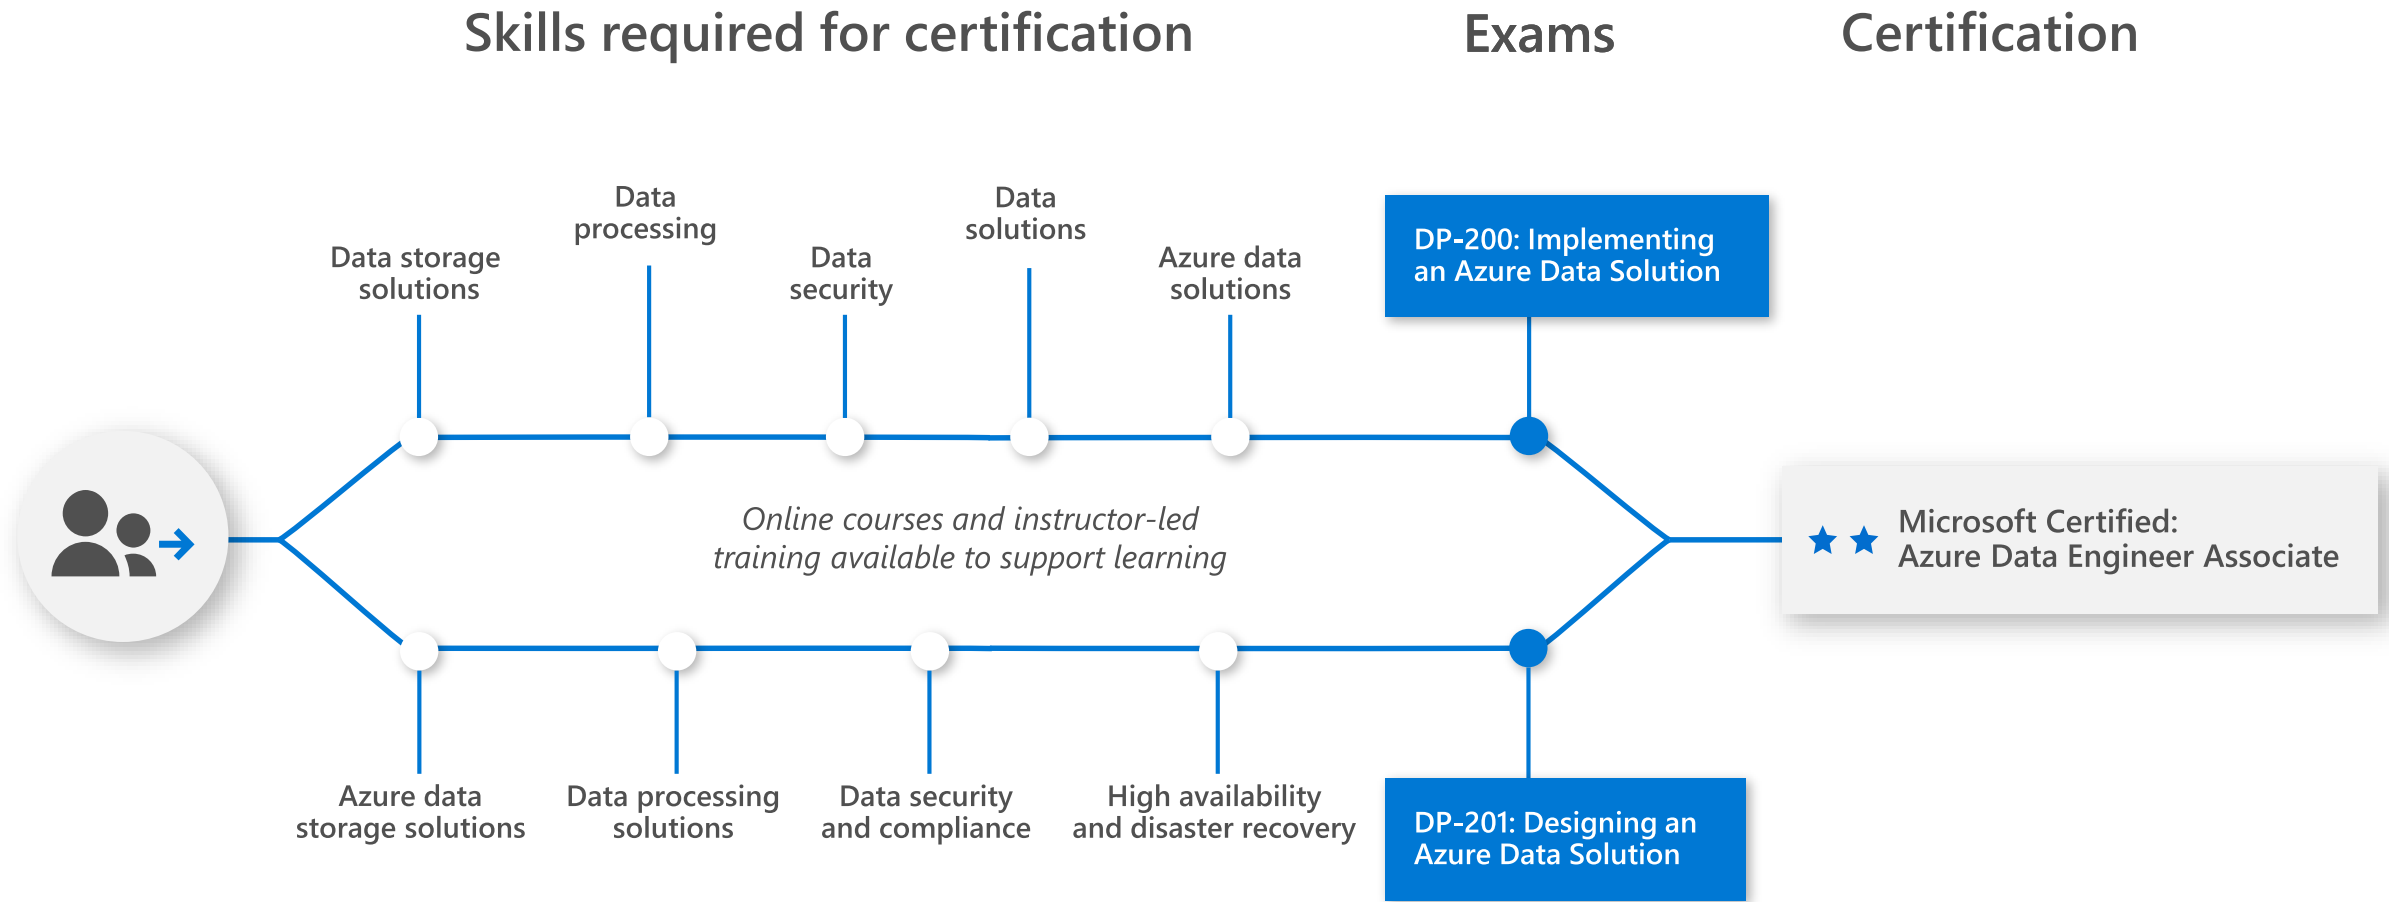 Skills required for certification
Exams
Certification
Data storage
solutions
Data
processing
Data
security
Data
solutions
Azure data
solutions
DP-200: Implementing
an Azure Data Solution
Online courses and instructor-led
training available to support learning
Microsoft Certified:
Azure Data Engineer Associate
Azure data
storage solutions
Data processing
solutions
Data security
and compliance
High availability
and disaster recovery
DP-201: Designing an
Azure Data Solution